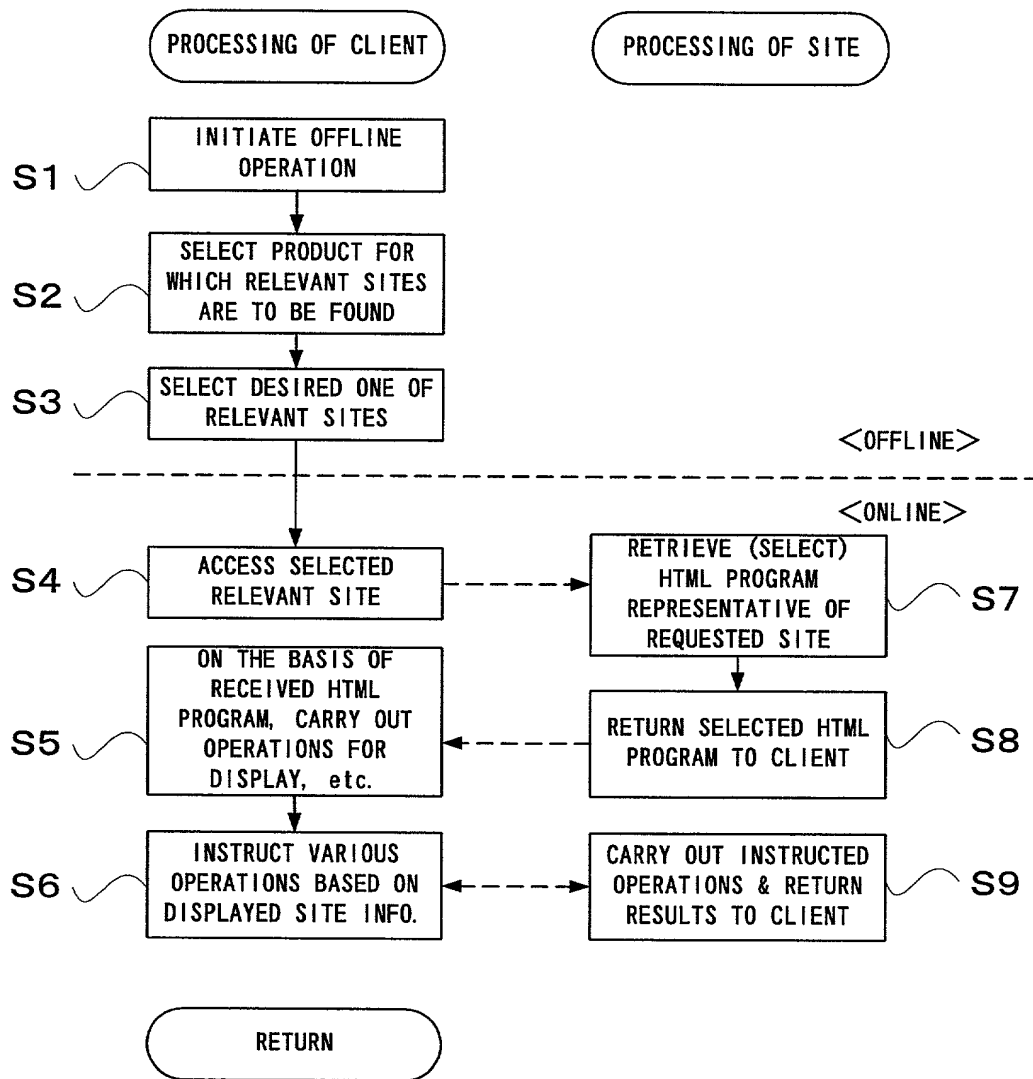 PROCESSING OF CLIENT
PROCESSING OF SITE
INITIATE OFFLINE
OPERATION
S1
SELECT PRODUCT FOR
WHICH RELEVANT SITES
ARE TO BE FOUND
S2
SELECT DESIRED ONE OF
RELEVANT SITES
S3
<OFFLINE>
<ONLINE>
ACCESS SELECTED
RELEVANT SITE
S4
RETRIEVE (SELECT)
HTML PROGRAM
REPRESENTATIVE OF
REQUESTED SITE
S7
ON THE BASIS OF
RECEIVED HTML
PROGRAM, CARRY OUT
OPERATIONS FOR
DISPLAY, etc.
S5
RETURN SELECTED HTML
PROGRAM TO CLIENT
S8
INSTRUCT VARIOUS
OPERATIONS BASED ON
DISPLAYED SITE INFO.
S6
CARRY OUT INSTRUCTED
OPERATIONS & RETURN
RESULTS TO CLIENT
S9
RETURN